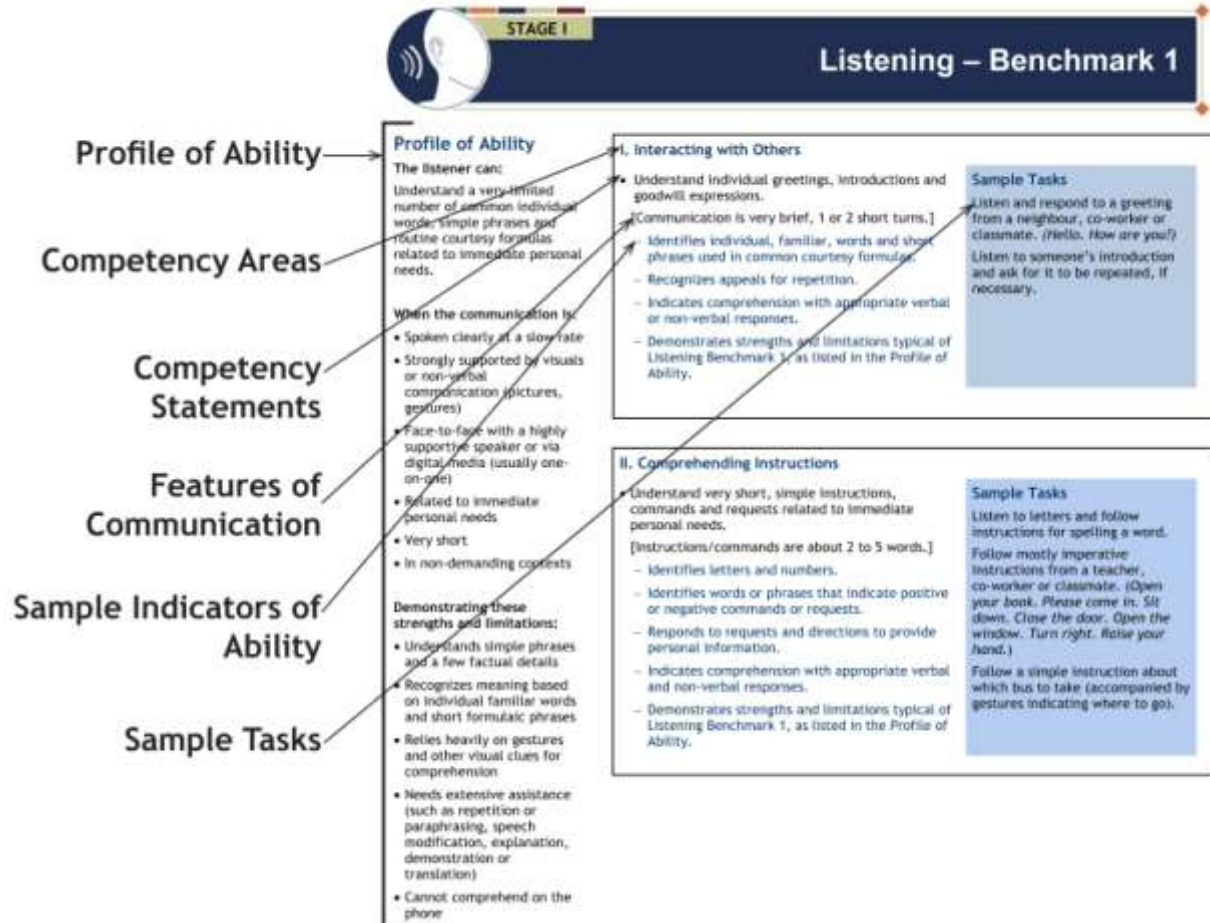 STAGE I
Listening – Benchmark 1
Profile of Ability
Competency Areas
Competency
Statements
Features of
Communication
Sample Indicators of
Ability
Sample Tasks
Profile of Ability
The listener can:
Understand a very limited
number of common individual
words, simple phrases and
routine courtesy formulas
related to immediate personal
needs.
When the communication is:
• Spoken clearly at a slow rate
• Strongly supported by visuals
or non-verbal
communication (pictures,
gestures)
• Face-to-face with a highly
supportive speaker or via
digital media (usually one-
on-one)
• Related to immediate
personal needs
• Very short
• In non-demanding contexts
Demonstrating these
strengths and limitations:
• Understands simple phrases
and a few factual details
• Recognizes meaning based
on individual familiar words
and short formulaic phrases
• Relies heavily on gestures
and other visual clues for
comprehension
• Needs extensive assistance
(such as repetition or
paraphrasing, speech
modification, explanation,
demonstration or
translation)
• Cannot comprehend on the
phone
I. Interacting with Others
• Understand individual greetings, introductions and
goodwill expressions.
[Communication is very brief, 1 or 2 short turns.]
– Identifies individual, familiar, words and short
phrases used in common courtesy formulas.
– Recognizes appeals for repetition.
– Indicates comprehension with appropriate verbal
or non-verbal responses.
– Demonstrates strengths and limitations typical of
Listening Benchmark 1, as listed in the Profile of
Ability.
Sample Tasks
Listen and respond to a greeting
from a neighbour, co-worker or
classmate. (Hello. How are you?)
Listen to someone's introduction
and ask for it to be repeated, if
necessary.
II. Comprehending Instructions
• Understand very short, simple instructions,
commands and requests related to immediate
personal needs.
[Instructions/commands are about 2 to 5 words.]
– Identifies letters and numbers.
– Identifies words or phrases that indicate positive
or negative commands or requests.
– Responds to requests and directions to provide
personal information.
– Indicates comprehension with appropriate verbal
and non-verbal responses.
– Demonstrates strengths and limitations typical of
Listening Benchmark 1, as listed in the Profile of
Ability.
Sample Tasks
Listen to letters and follow
instructions for spelling a word.
Follow mostly imperative
instructions from a teacher,
co-worker or classmate. (Open
your book. Please come in. Sit
down. Close the door. Open the
window. Turn right. Raise your
hand.)
Follow a simple instruction about
which bus to take (accompanied by
gestures indicating where to go).